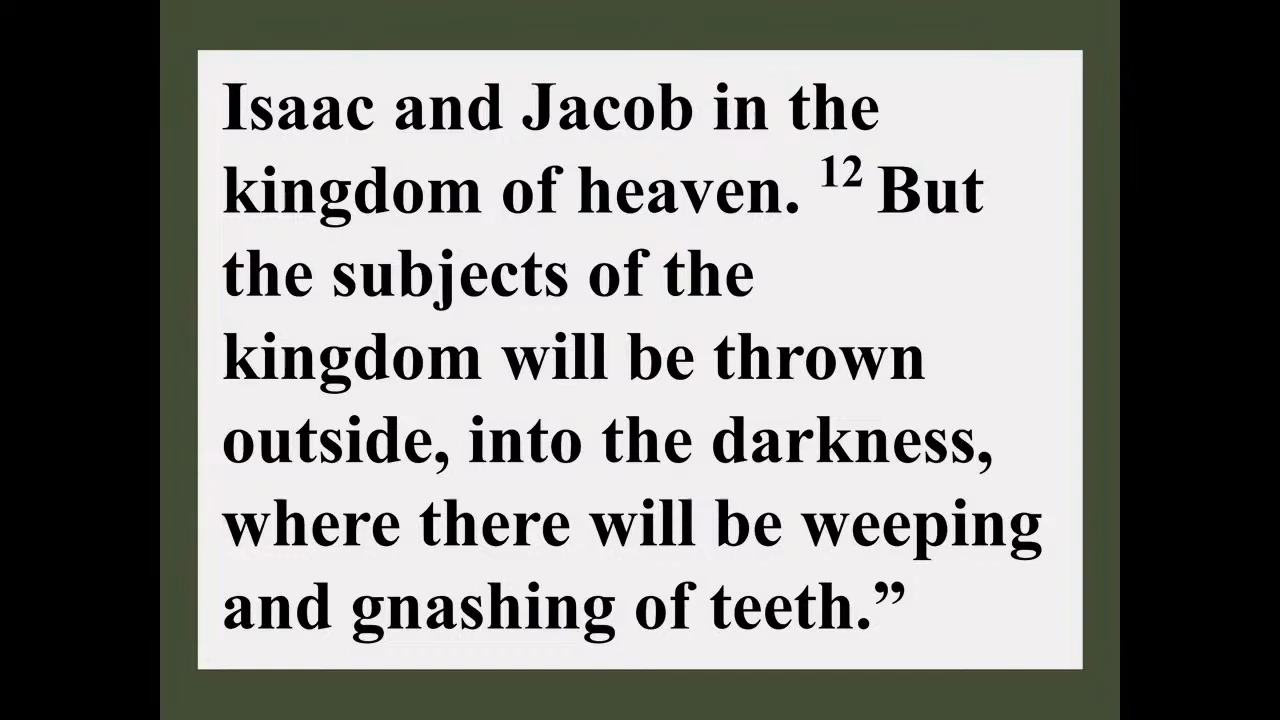 Isaac and Jacob in the
kingdom of heaven. 12 But
the subjects of the
kingdom will be thrown
outside, into the darkness,
where there will be weeping
and gnashing of teeth.”